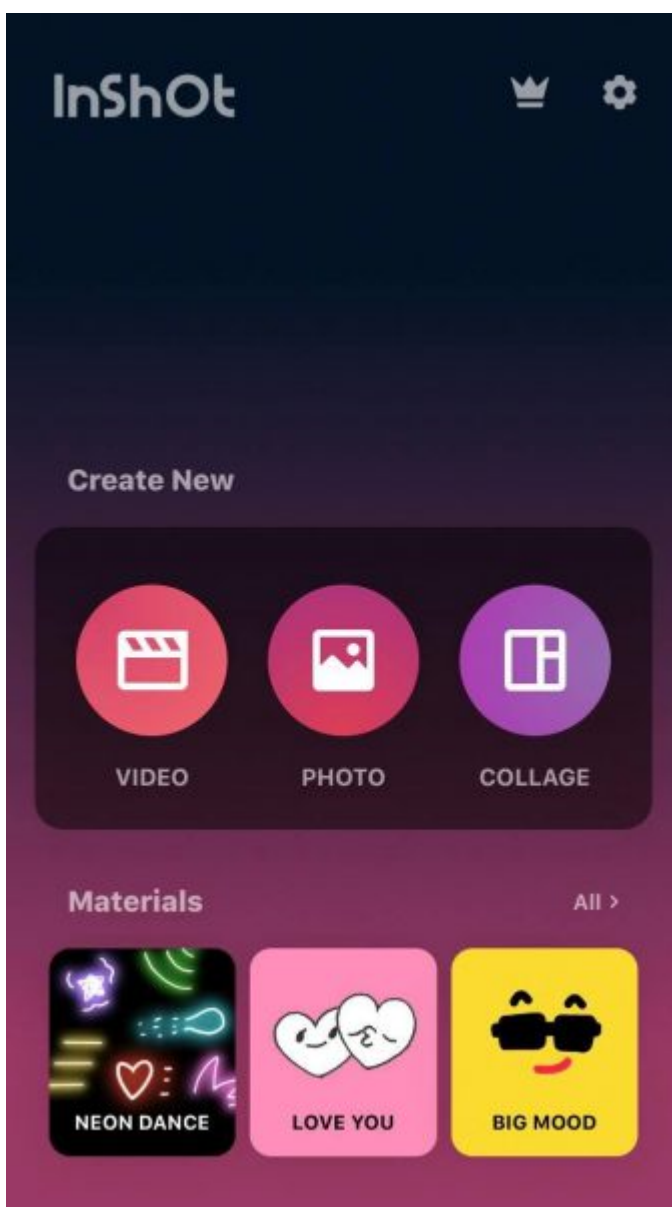 InShOt
Create New
VIDEO PHOTO COLLAGE
Materials All >
NEON DANCE LOVE YOU BIG MOOD